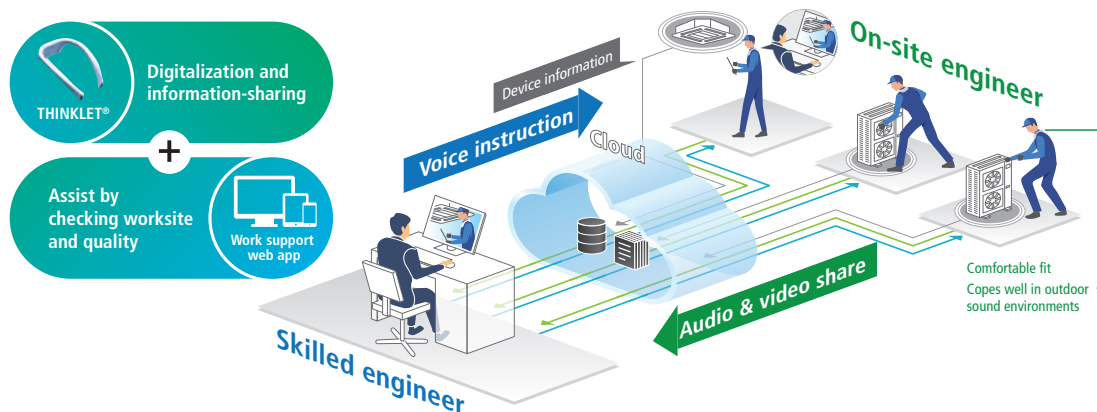 THINKLET®
Digitalization and
information-sharing
+
Assist by
checking worksite
and quality
Work support
web app
Device information
Voice instruction
Cloud
On-site engineer
Audio & video share
Skilled engineer
Comfortable fit
Copes well in outdoor
sound environments